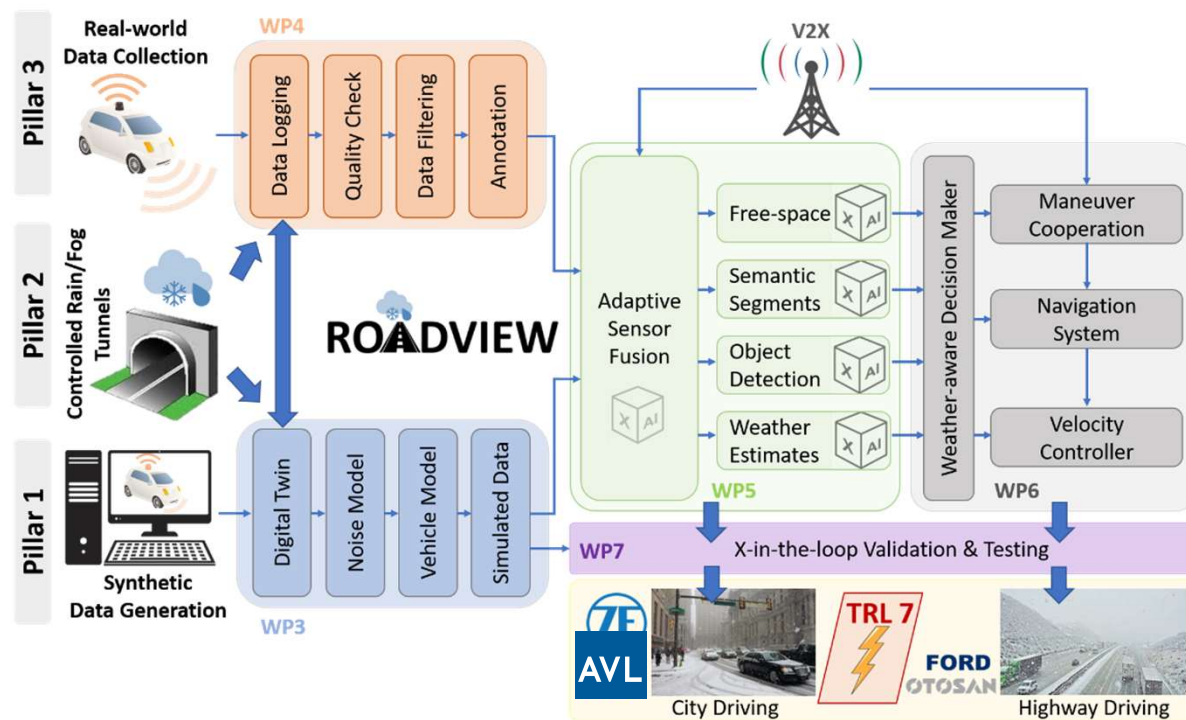 Pillar 3
Real-world
Data Collection
WP4
Data Logging
Quality Check
Data Filtering
Annotation
V2X
Pillar 2
Controlled Rain/Fog
Tunnels
ROADVIEW
Adaptive
Sensor
Fusion
X AI
Free-space
X AI
Semantic
Segments
X AI
Object
Detection
X AI
Weather
Estimates
X AI
WP5
Weather-aware Decision Maker
Maneuver
Cooperation
Navigation
System
Velocity
Controller
WP6
Pillar 1
Synthetic
Data Generation
Digital Twin
Noise Model
Vehicle Model
Simulated Data
WP3
WP7
X-in-the-loop Validation & Testing
ZF
AVL
City Driving
TRL 7
FORD
OTOSAN
Highway Driving